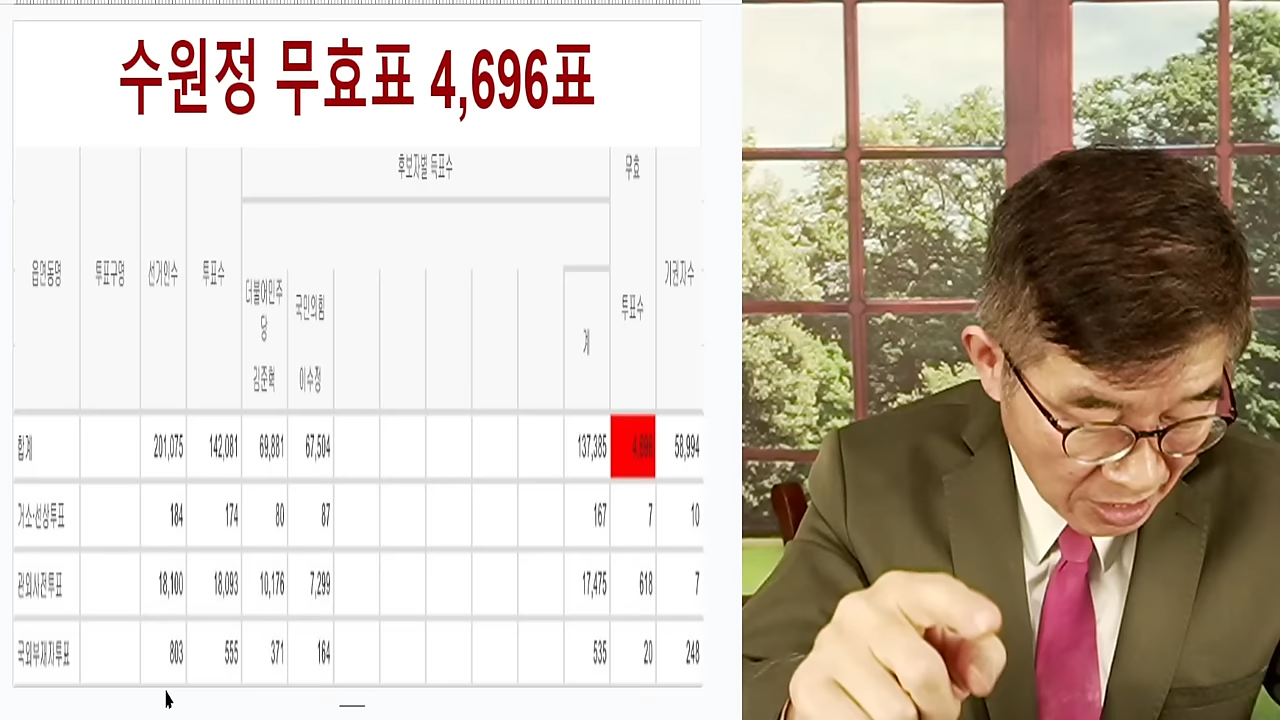 수원정 무효표 4,696표
후보자별 득표수
무효
읍면동명 투표구명 선거인수 투표수 투표수 기권자수
더불어민주당 국민의힘 계
김준혁 이수정
합계 201,075 142,081 69,881 67,504 137,385 4,696 58,994
거소·선상투표 184 174 80 87 167 7 10
관외사전투표 18,100 18,093 10,176 7,299 17,475 618 7
국외부재자투표 803 555 371 164 535 20 248